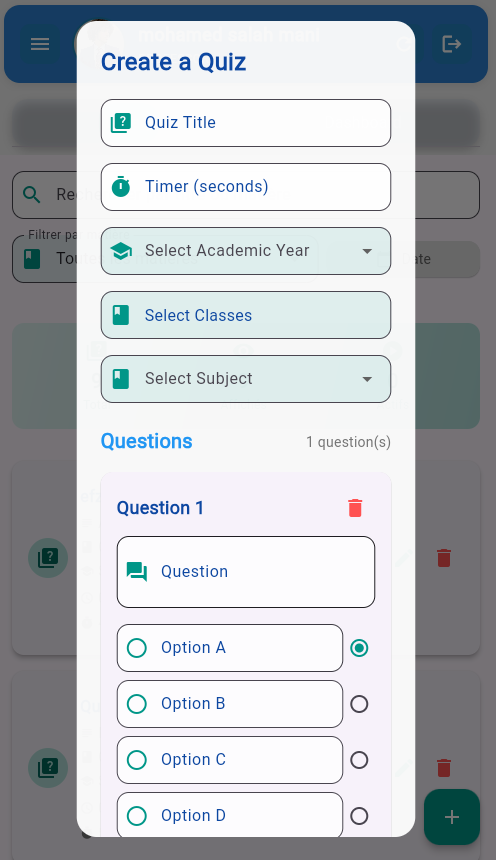 Create a Quiz
Quiz Title
Timer (seconds)
Select Academic Year
Select Classes
Select Subject
Questions
1 question(s)
Question 1
Question
Option A
Option B
Option C
Option D